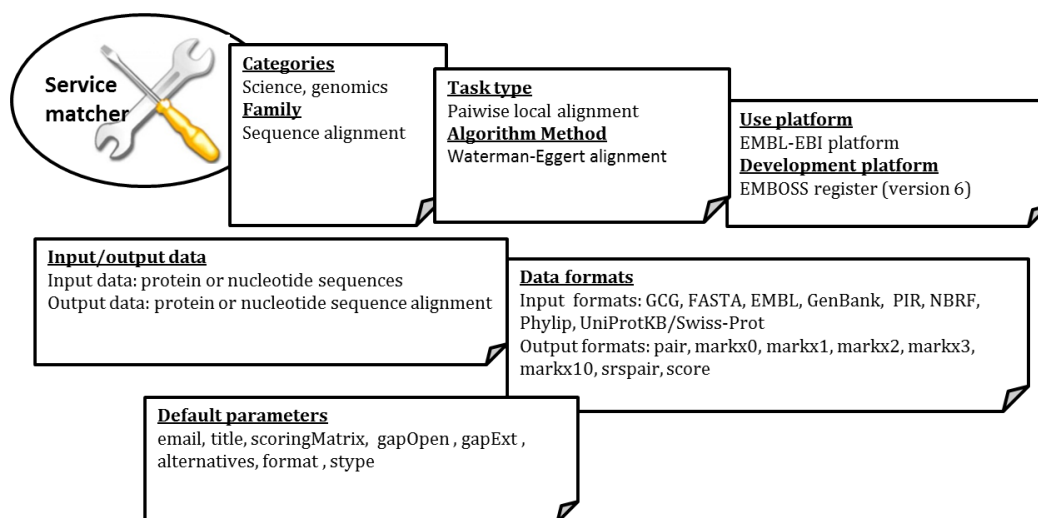 Service
matcher
Categories
Science, genomics
Family
Sequence alignment
Task type
Paiwise local alignment
Algorithm Method
Waterman-Eggert alignment
Use platform
EMBL-EBI platform
Development platform
EMBOSS register (version 6)
Input/output data
Input data: protein or nucleotide sequences
Output data: protein or nucleotide sequence alignment
Data formats
Input formats: GCG, FASTA, EMBL, GenBank, PIR, NBRF,
Phylip, UniProtKB/Swiss-Prot
Output formats: pair, markx0, markx1, markx2, markx3,
markx10, srspair, score
Default parameters
email, title, scoringMatrix, gapOpen , gapExt ,
alternatives, format , stype